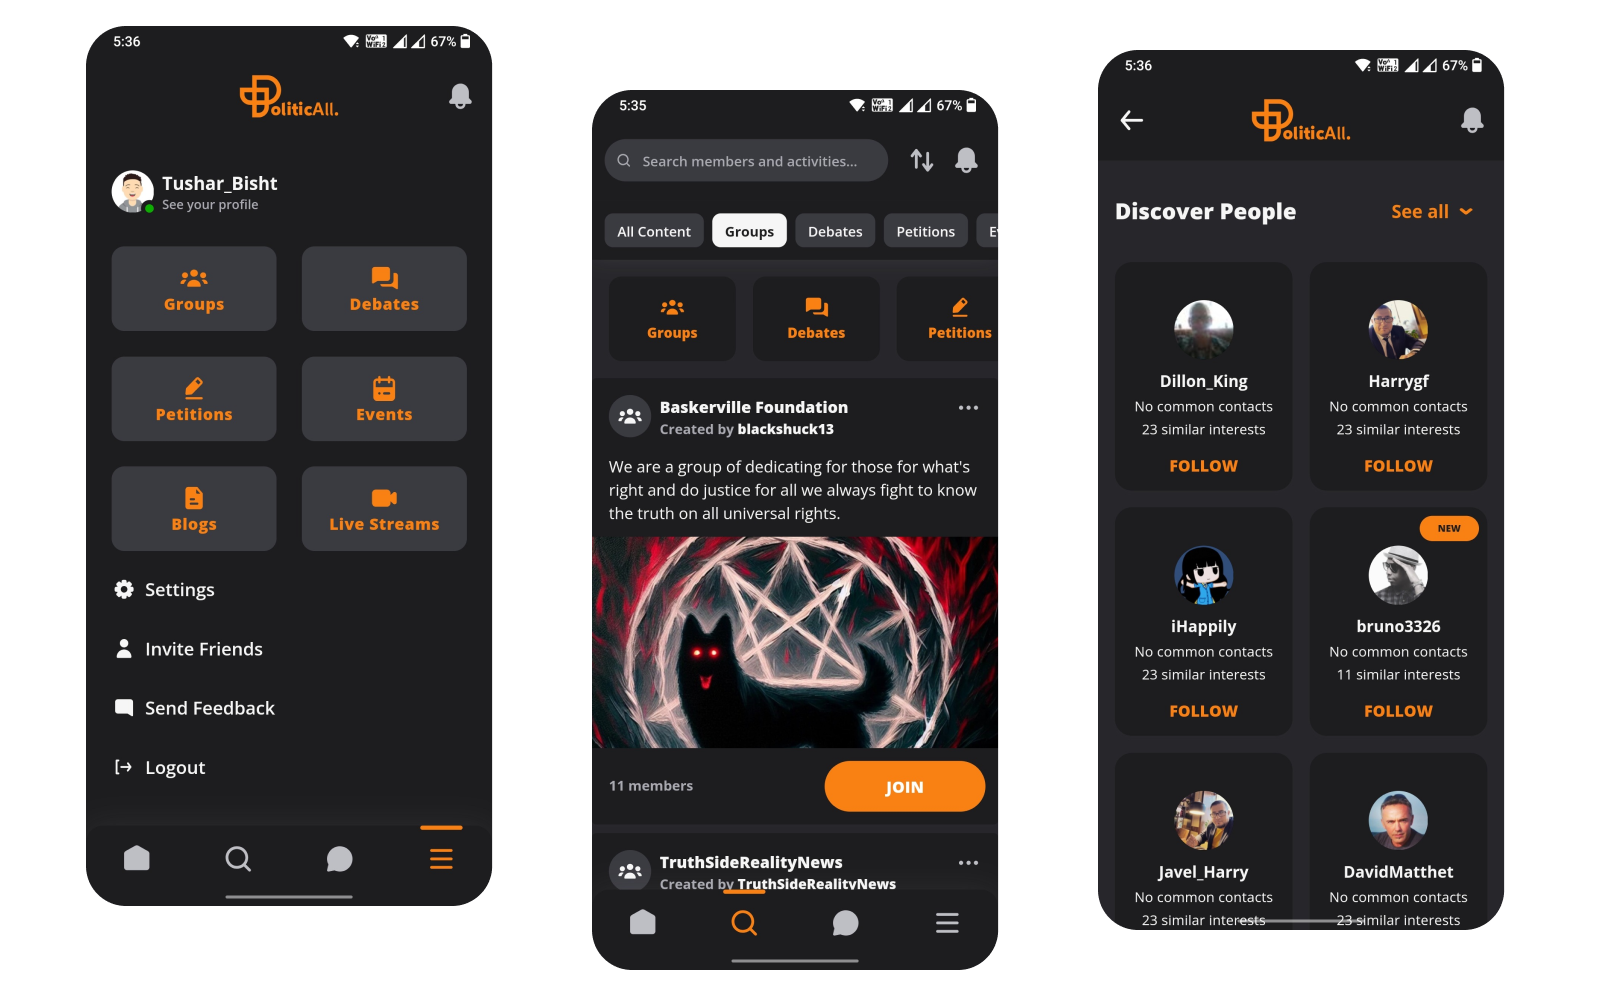 5:36
67%
PoliticAll.
Tushar_Bisht
See your profile
Groups
Debates
Petitions
Events
Blogs
Live Streams
Settings
Invite Friends
Send Feedback
Logout
5:35
67%
Search members and activities...
All Content
Groups
Debates
Petitions
Groups
Debates
Petitions
Baskerville Foundation
Created by blackshuck13
We are a group of dedicating for those for what's
right and do justice for all we always fight to know
the truth on all universal rights.
11 members
JOIN
TruthSideRealityNews
Created by TruthSideRealityNews
5:36
67%
PoliticAll.
Discover People
See all
Dillon_King
No common contacts
23 similar interests
FOLLOW
Harrygf
No common contacts
23 similar interests
FOLLOW
iHappily
No common contacts
23 similar interests
FOLLOW
NEW
bruno3326
No common contacts
11 similar interests
FOLLOW
Javel_Harry
No common contacts
23 similar interests
DavidMatthet
No common contacts
23 similar interests